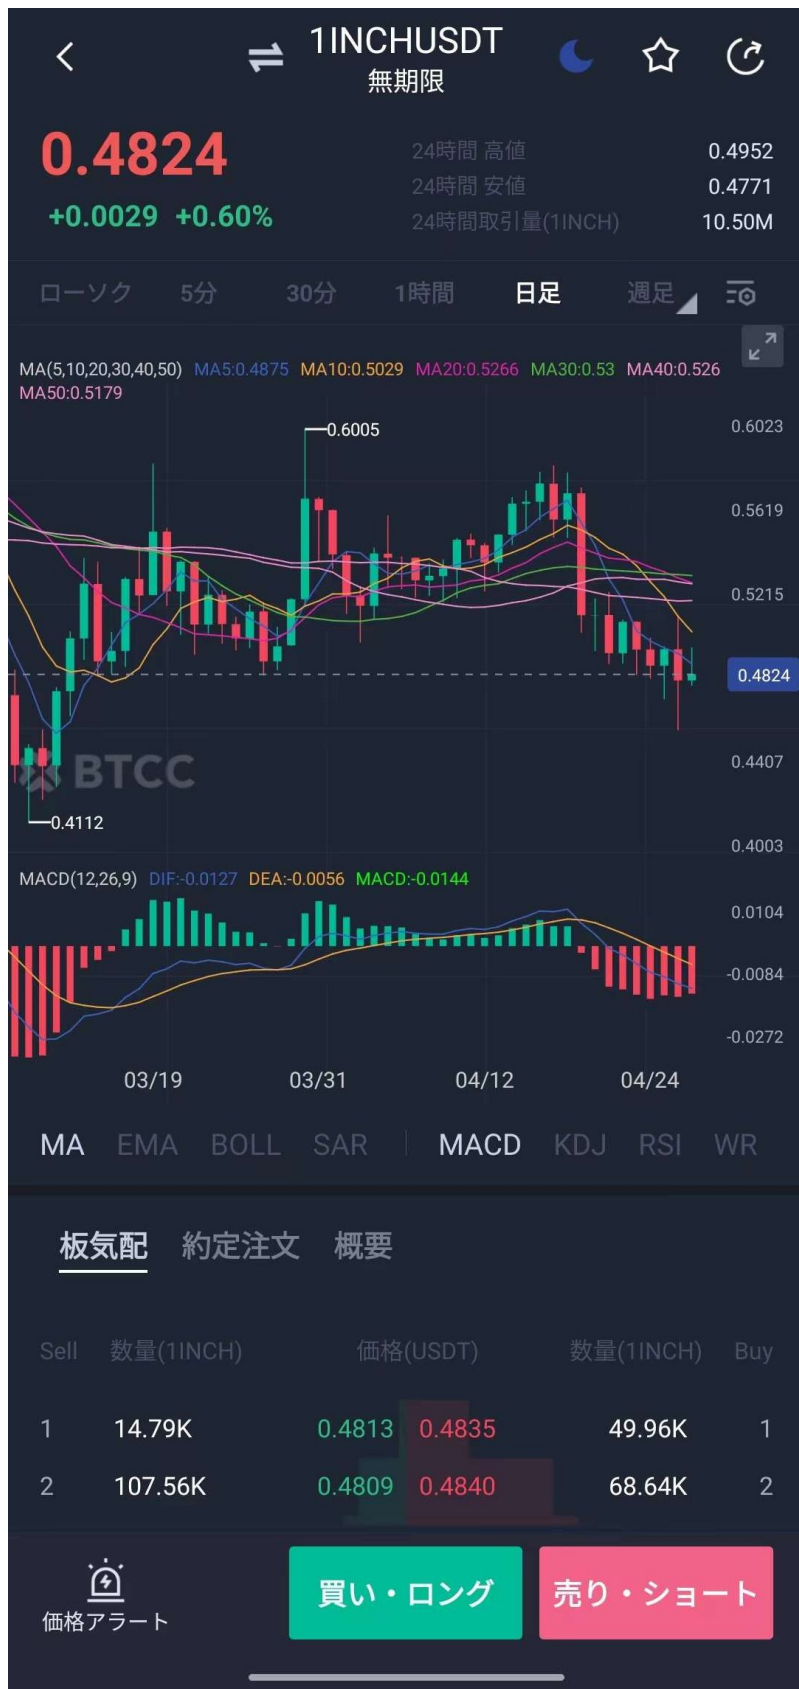 1INCHUSDT
無期限
0.4824
+0.0029 +0.60%
24時間 高値 0.4952
24時間 安値 0.4771
24時間取引量(1INCH) 10.50M
ローソク 5分 30分 1時間 日足 週足
MA(5,10,20,30,40,50) MA5:0.4875 MA10:0.5029 MA20:0.5266 MA30:0.53 MA40:0.526
MA50:0.5179
0.6023
0.6005
0.5619
0.5215
0.4824
0.4407
BTCC
0.4112
0.4003
MACD(12,26,9) DIF:-0.0127 DEA:-0.0056 MACD:-0.0144
0.0104
-0.0084
-0.0272
03/19 03/31 04/12 04/24
MA EMA BOLL SAR MACD KDJ RSI WR
板気配 約定注文 概要
Sell 数量(1INCH) 価格(USDT) 数量(1INCH) Buy
1 14.79K 0.4813 0.4835 49.96K 1
2 107.56K 0.4809 0.4840 68.64K 2
価格アラート
買い・ロング
売り・ショート